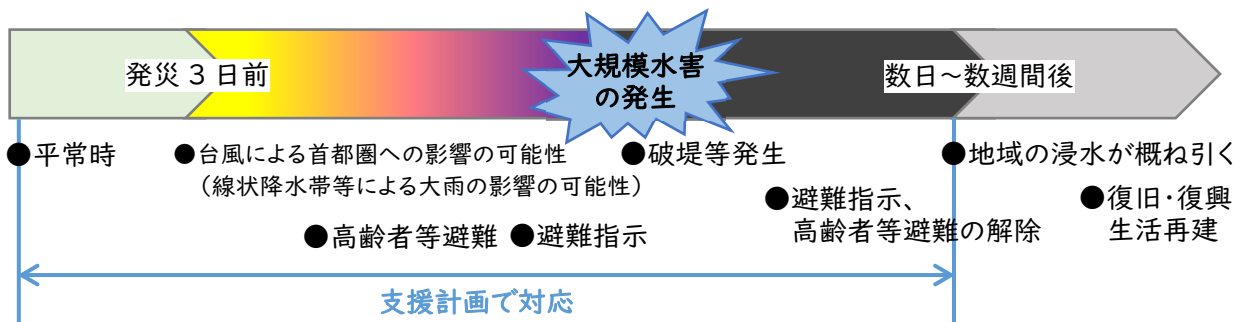 大規模水害
の発生
発災3日前
数日～数週間後
●平常時
●台風による首都圏への影響の可能性
（線状降水帯等による大雨の影響の可能性）
●破堤等発生
●地域の浸水が概ね引く
●避難指示、
高齢者等避難の解除
●復旧・復興
生活再建
●高齢者等避難
●避難指示
支援計画で対応